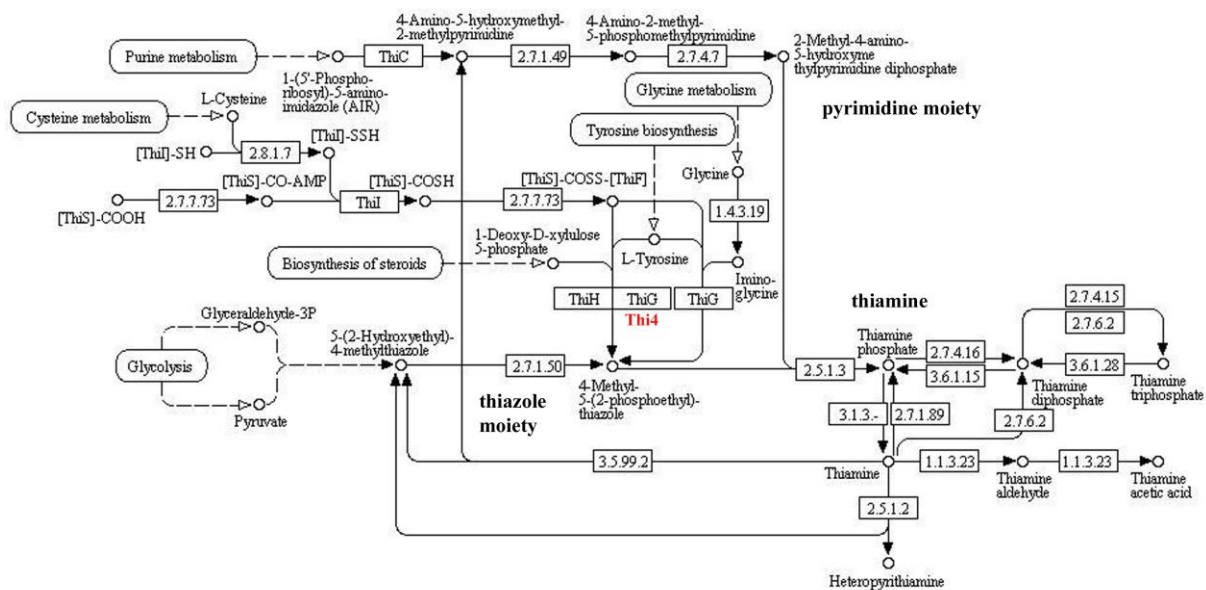 4-Amino-5-hydroxymethyl-
2-methylpyrimidine
4-Amino-2-methyl-
5-phosphomethylpyrimidine
Purine metabolism
ThiC
2.7.1.49
2.7.4.7
2-Methyl-4-amino-
5-hydroxyme
thylpyrimidine diphosphate
1-(5'-Phospho-
ribosyl)-5-amino-
imidazole (AIR)
Glycine metabolism
pyrimidine moiety
L-Cysteine
Cysteine metabolism
Tyrosine biosynthesis
[ThiI]-SSH
[ThiI]-SH
2.8.1.7
Glycine
[ThiS]-CO-AMP
[ThiS]-COSH
[ThiS]-COSS-[ThiF]
2.7.7.73
ThiI
2.7.7.73
1.4.3.19
[ThiS]-COOH
1-Deoxy-D-xylulose
5-phosphate
L-Tyrosine
Biosynthesis of steroids
Imino-
glycine
ThiH
ThiG
ThiG
Thi4
thiamine
2.7.4.15
2.7.6.2
Glyceraldehyde-3P
5-(2-Hydroxyethyl)-
4-methylthiazole
Thiamine
phosphate
2.7.4.16
Glycolysis
2.7.1.50
2.5.1.3
3.6.1.15
3.6.1.28
4-Methyl-
5-(2-phosphoethyl)-
thiazole
Thiamine
diphosphate
Thiamine
triphosphate
Pyruvate
thiazole
moiety
3.1.3.-
2.7.1.89
2.7.6.2
3.5.99.2
Thiamine
1.1.3.23
1.1.3.23
Thiamine
aldehyde
Thiamine
acetic acid
2.5.1.2
Heteropyrithiamine